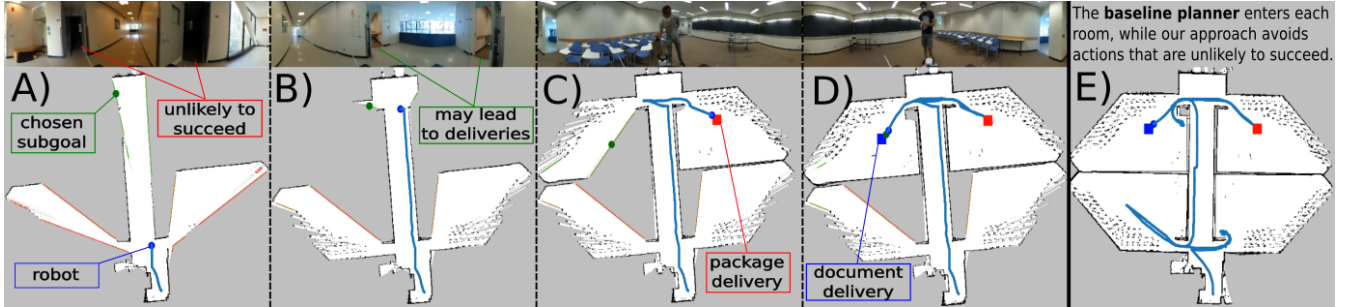 A)
unlikely to
succeed
chosen
subgoal
robot
B)
may lead
to deliveries
C)
package
delivery
D)
document
delivery
The baseline planner enters each
room, while our approach avoids
actions that are unlikely to succeed.
E)